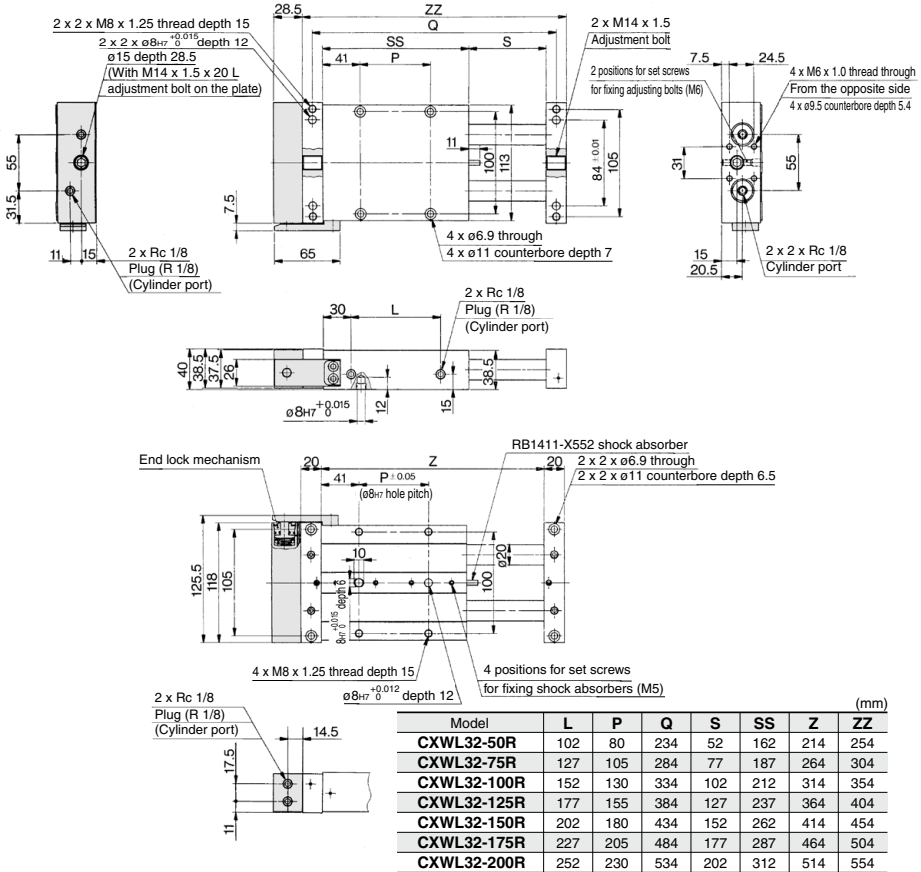 28.5
ZZ
Q
SS
S
41
P
2 x 2 x M8 x 1.25 thread depth 15
2 x 2 x ø8H7 +0.015 0 depth 12
ø15 depth 28.5
(With M14 x 1.5 x 20 L
adjustment bolt on the plate)
2 x M14 x 1.5
Adjustment bolt
2 positions for set screws
for fixing adjusting bolts (M6)
7.5
24.5
4 x M6 x 1.0 thread through
From the opposite side
4 x ø9.5 counterbore depth 5.4
55
31.5
11
15
2 x Rc 1/8
Plug (R 1/8)
(Cylinder port)
7.5
65
11
100
113
84 ± 0.01
105
4 x ø6.9 through
4 x ø11 counterbore depth 7
31
55
15
20.5
2 x 2 x Rc 1/8
Cylinder port
30
L
2 x Rc 1/8
Plug (R 1/8)
(Cylinder port)
40
38.5
37.5
26
ø8H7 +0.015 0
12
15
38.5
RB1411-X552 shock absorber
End lock mechanism
20
Z
20
2 x 2 x ø6.9 through
2 x 2 x ø11 counterbore depth 6.5
41
P ± 0.05
(ø8H7 hole pitch)
125.5
118
105
10
8H7 +0.015 0 depth 6
100
ø20
4 x M8 x 1.25 thread depth 15
ø8H7 +0.012 0 depth 12
4 positions for set screws
for fixing shock absorbers (M5)
2 x Rc 1/8
Plug (R 1/8)
(Cylinder port)
14.5
17.5
11
(mm)
Model L P Q S SS Z ZZ
CXWL32-50R 102 80 234 52 162 214 254
CXWL32-75R 127 105 284 77 187 264 304
CXWL32-100R 152 130 334 102 212 314 354
CXWL32-125R 177 155 384 127 237 364 404
CXWL32-150R 202 180 434 152 262 414 454
CXWL32-175R 227 205 484 177 287 464 504
CXWL32-200R 252 230 534 202 312 514 554